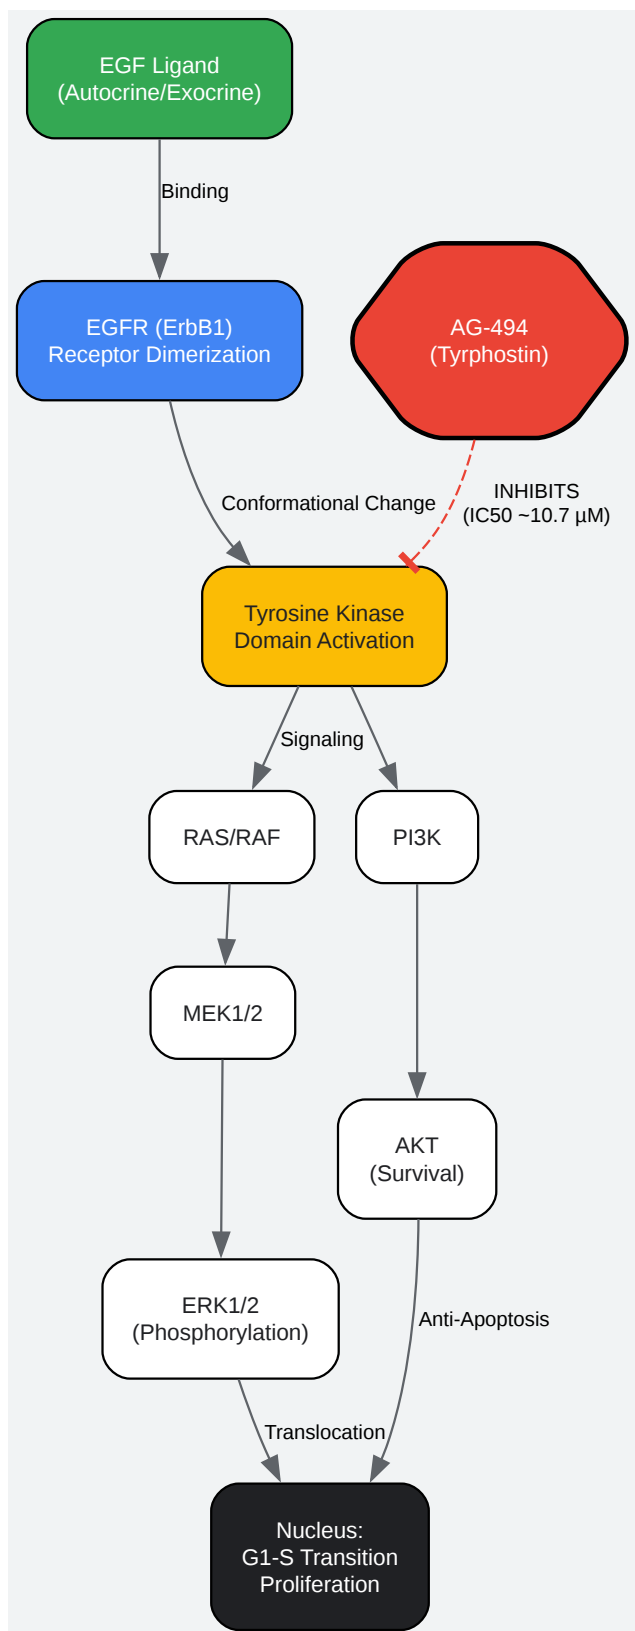 EGF Ligand
(Autocrine/Exocrine)
Binding
EGFR (ErbB1)
Receptor Dimerization
AG-494
(Tyrphostin)
Conformational Change
INHIBITS
(IC50 ~10.7 µM)
Tyrosine Kinase
Domain Activation
Signaling
RAS/RAF
PI3K
MEK1/2
AKT
(Survival)
ERK1/2
(Phosphorylation)
Anti-Apoptosis
Translocation
Nucleus:
G1-S Transition
Proliferation